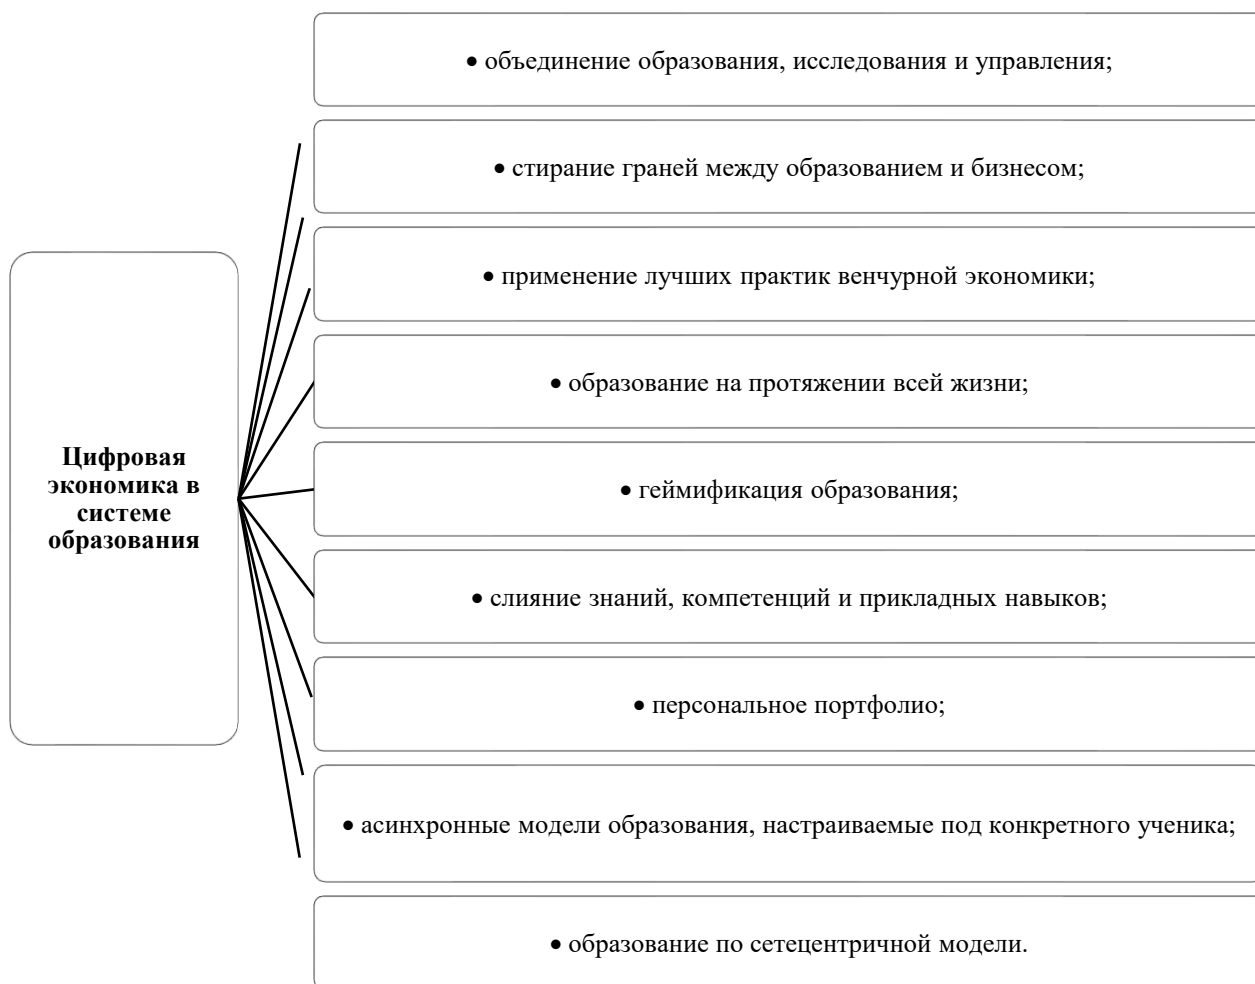 • объединение образования, исследования и управления;
• стирание граней между образованием и бизнесом;
• применение лучших практик венчурной экономики;
• образование на протяжении всей жизни;
Цифровая
экономика в
системе
образования
• геймификация образования;
• слияние знаний, компетенций и прикладных навыков;
• персональное портфолио;
• асинхронные модели образования, настраиваемые под конкретного ученика;
• образование по сетецентричной модели.